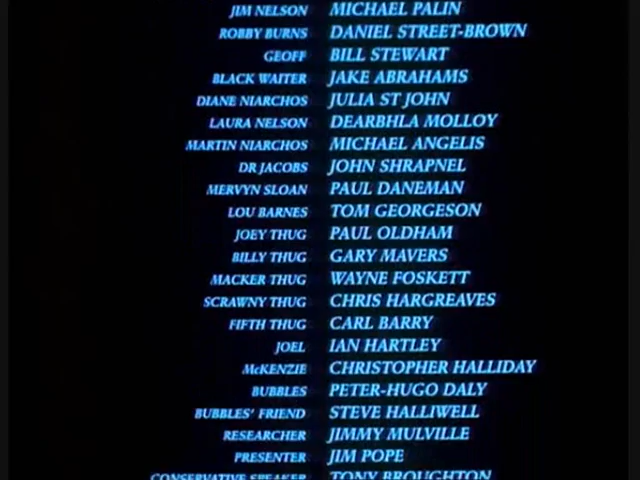 JIM NELSON MICHAEL PALIN
ROBBY BURNS DANIEL STREET-BROWN
GEOFF BILL STEWART
BLACK WAITER JAKE ABRAHAMS
DIANE NIARCHOS JULIA ST JOHN
LAURA NELSON DEARBHLA MOLLOY
MARTIN NIARCHOS MICHAEL ANGELIS
DR JACOBS JOHN SHRAPNEL
MERVYN SLOAN PAUL DANEMAN
LOU BARNES TOM GEORGESON
JOEY THUG PAUL OLDHAM
BILLY THUG GARY MAVERS
MACKER THUG WAYNE FOSKETT
SCRAWNY THUG CHRIS HARGREAVES
FIFTH THUG CARL BARRY
JOEL IAN HARTLEY
McKENZIE CHRISTOPHER HALLIDAY
BUBBLES PETER-HUGO DALY
BUBBLES' FRIEND STEVE HALLIWELL
RESEARCHER JIMMY MULVILLE
PRESENTER JIM POPE
CONSERVATIVE SPEAKER TONY BROUGHTON